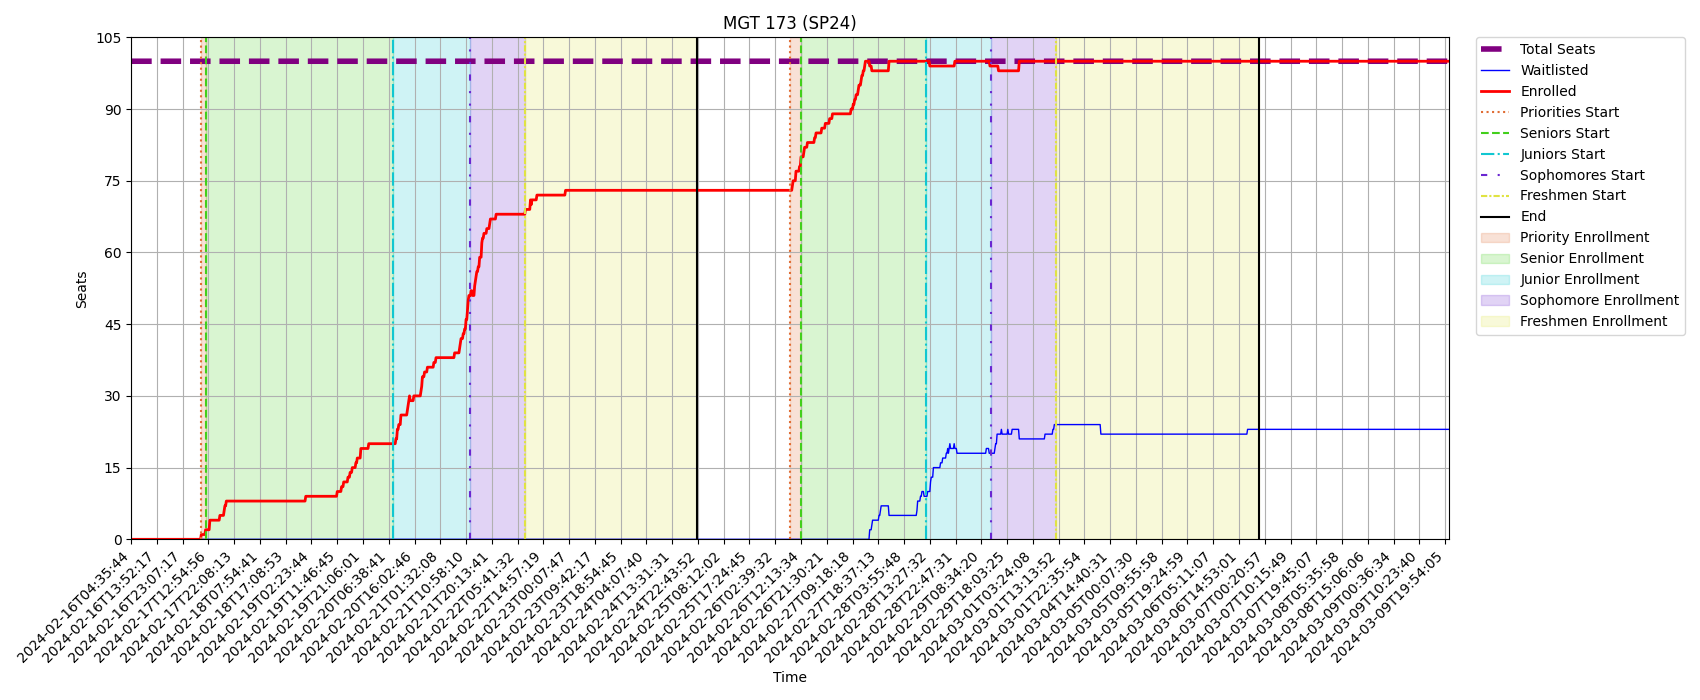 MGT 173 (SP24)
105
90
75
60
45
30
15
0
Seats
2024-02-16T04:35:44
2024-02-16T13:52:17
2024-02-16T23:07:17
2024-02-17T12:54:56
2024-02-17T22:08:13
2024-02-18T07:54:41
2024-02-18T17:08:53
2024-02-19T02:23:44
2024-02-19T11:46:45
2024-02-19T21:06:01
2024-02-20T06:38:41
2024-02-20T16:02:46
2024-02-21T01:32:08
2024-02-21T10:58:10
2024-02-21T20:13:41
2024-02-22T05:41:32
2024-02-22T14:57:19
2024-02-23T00:07:47
2024-02-23T09:42:17
2024-02-23T18:54:45
2024-02-24T04:07:40
2024-02-24T13:31:31
2024-02-24T22:43:52
2024-02-25T08:12:02
2024-02-25T17:24:45
2024-02-26T02:39:32
2024-02-26T12:13:34
2024-02-26T21:30:21
2024-02-27T09:18:18
2024-02-27T18:37:13
2024-02-28T03:55:48
2024-02-28T13:27:32
2024-02-28T22:47:31
2024-02-29T08:34:20
2024-02-29T18:03:25
2024-03-01T03:24:08
2024-03-01T13:13:52
2024-03-01T22:35:54
2024-03-04T14:40:31
2024-03-05T00:07:30
2024-03-05T09:55:58
2024-03-05T19:24:59
2024-03-06T05:11:07
2024-03-06T14:53:01
2024-03-07T00:20:57
2024-03-07T10:15:49
2024-03-07T19:45:07
2024-03-08T05:35:58
2024-03-08T15:06:06
2024-03-09T00:36:34
2024-03-09T10:23:40
2024-03-09T19:54:05
Time
Total Seats
Waitlisted
Enrolled
Priorities Start
Seniors Start
Juniors Start
Sophomores Start
Freshmen Start
End
Priority Enrollment
Senior Enrollment
Junior Enrollment
Sophomore Enrollment
Freshmen Enrollment